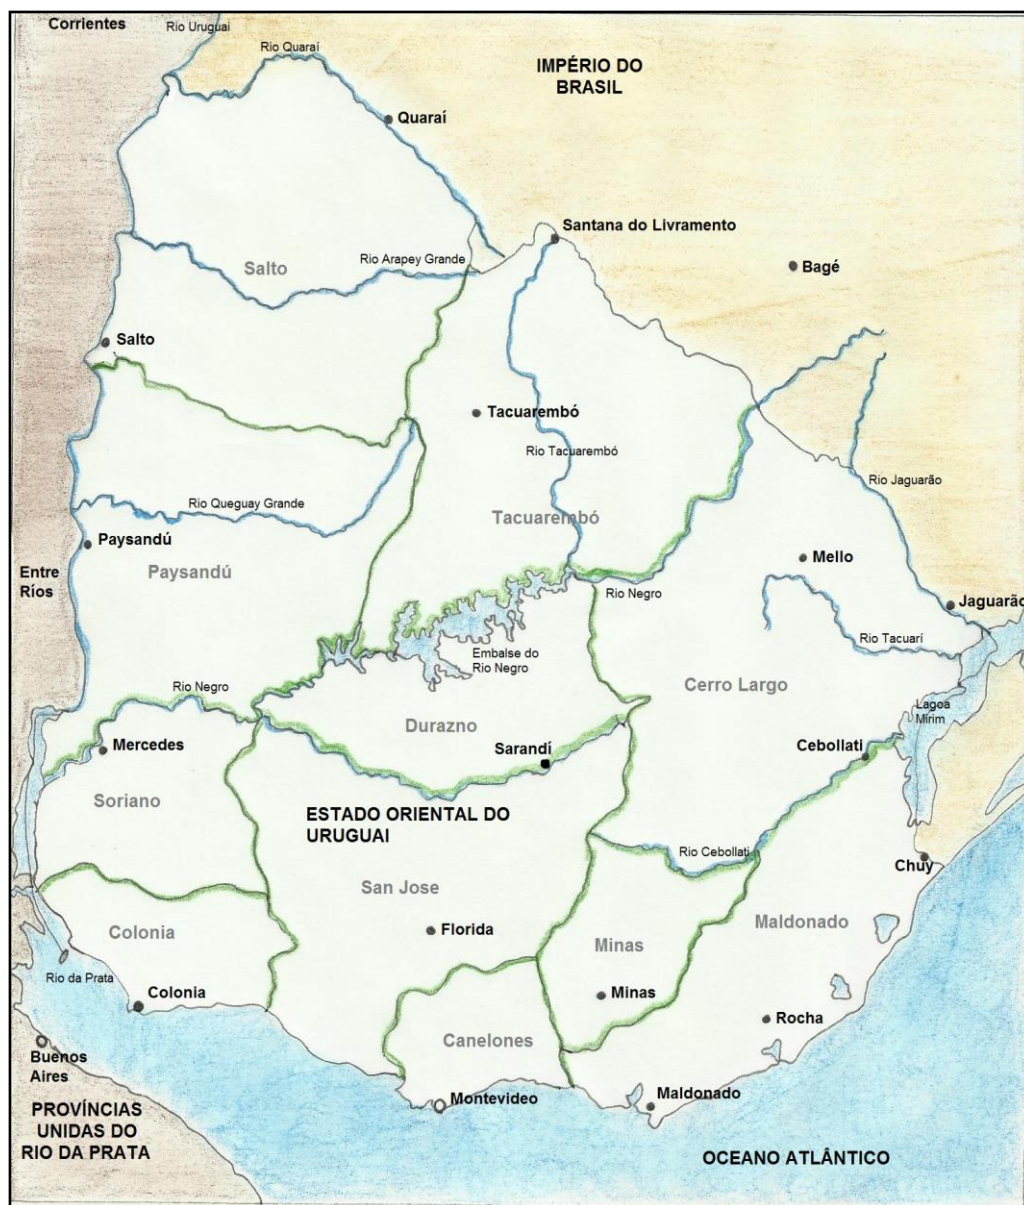 Corrientes
Rio Uruguai
Rio Quaraí
IMPÉRIO DO
BRASIL
Quaraí
Santana do Livramento
Rio Arapey Grande
Salto
Bagé
Salto
Tacuarembó
Rio Tacuarembó
Rio Jaguarão
Rio Queguay Grande
Tacuarembó
Paysandú
Mello
Entre
Ríos
Paysandú
Rio Negro
Jaguarão
Rio Tacuarí
Embalse do
Rio Negro
Rio Negro
Cerro Largo
Lagoa
Mirim
Durazno
Mercedes
Sarandí
Cebollati
Soriano
ESTADO ORIENTAL DO
URUGUAI
Rio Cebollati
Chuy
San Jose
Maldonado
Colonia
Florida
Minas
Rio da Prata
Colonia
Minas
Rocha
Canelones
Buenos
Aires
Montevideo
Maldonado
PROVÍNCIAS
UNIDAS DO
RIO DA PRATA
OCEANO ATLÂNTICO